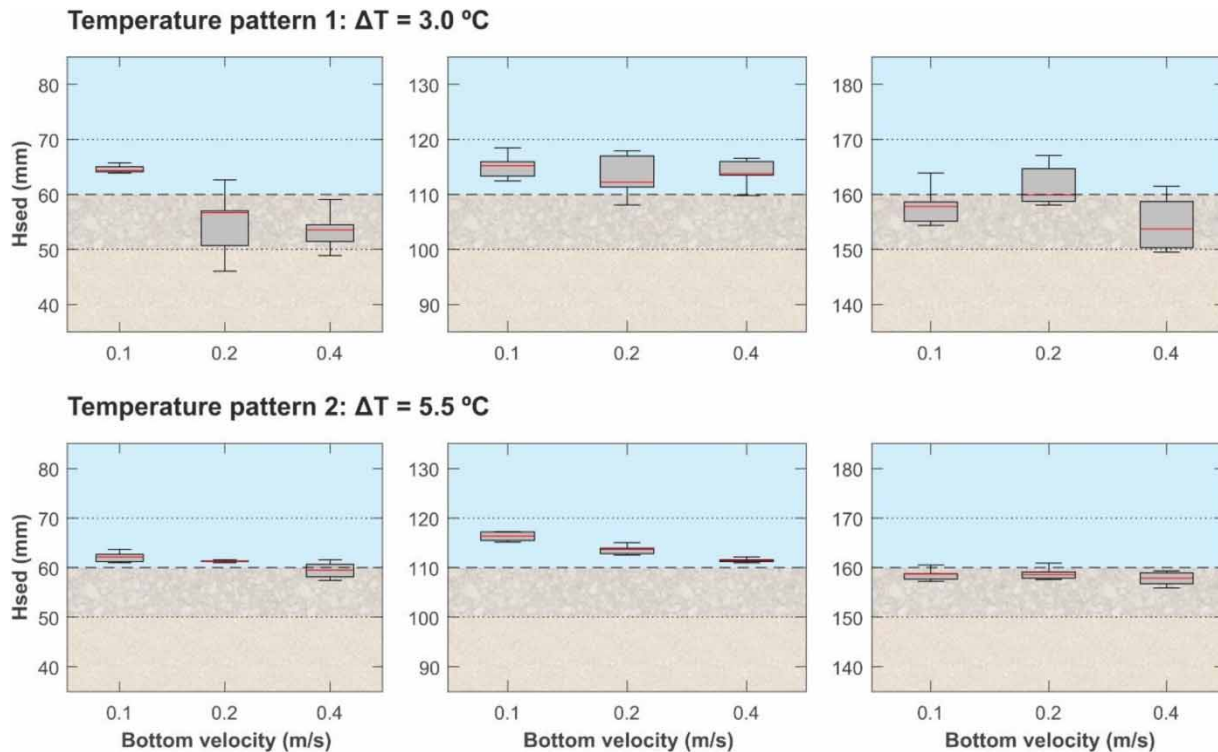 Temperature pattern 1: ΔT = 3.0 ºC
Hsed (mm)
80
70
60
50
40
0.1 0.2 0.4
130
120
110
100
90
0.1 0.2 0.4
180
170
160
150
140
0.1 0.2 0.4
Temperature pattern 2: ΔT = 5.5 ºC
Hsed (mm)
80
70
60
50
40
0.1 0.2 0.4
Bottom velocity (m/s)
130
120
110
100
90
0.1 0.2 0.4
Bottom velocity (m/s)
180
170
160
150
140
0.1 0.2 0.4
Bottom velocity (m/s)